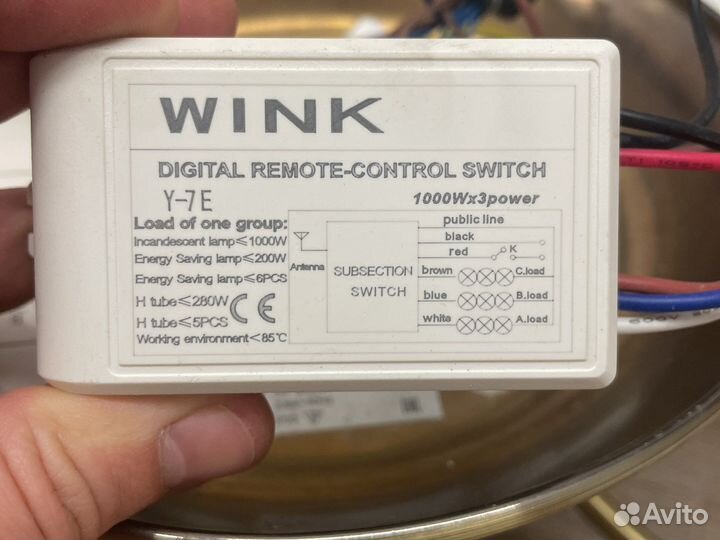 WINK
DIGITAL REMOTE-CONTROL SWITCH
Y-7E
1000Wx3power
Load of one group:
Incandescent lamp≤1000W
Energy Saving lamp≤200W
Energy Saving lamp≤6PCS
H tube≤280W
H tube≤5PCS
CE
Working environment<85℃
Antenna
SUBSECTION
SWITCH
public line
black
red
K
brown
C.load
blue
B.load
white
A.load
Avito